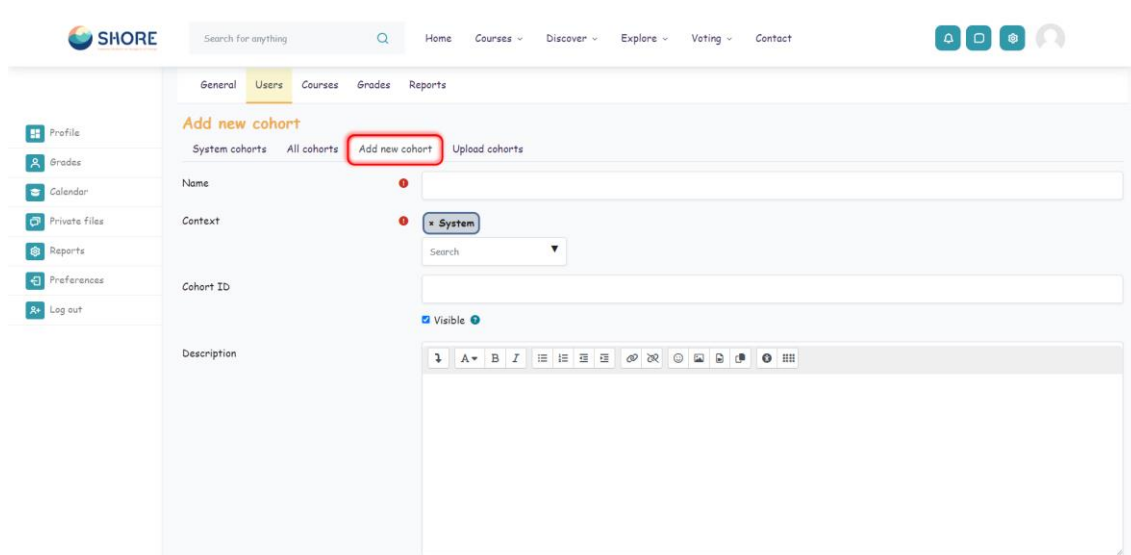 SHORE
Search for anything
Home Courses Discover Explore Voting Contact
General Users Courses Grades Reports
Add new cohort
System cohorts All cohorts Add new cohort Upload cohorts
Profile
Grades
Calendar
Private files
Reports
Preferences
Log out
Name
Context
× System
Search
Cohort ID
Visible
Description
A B I